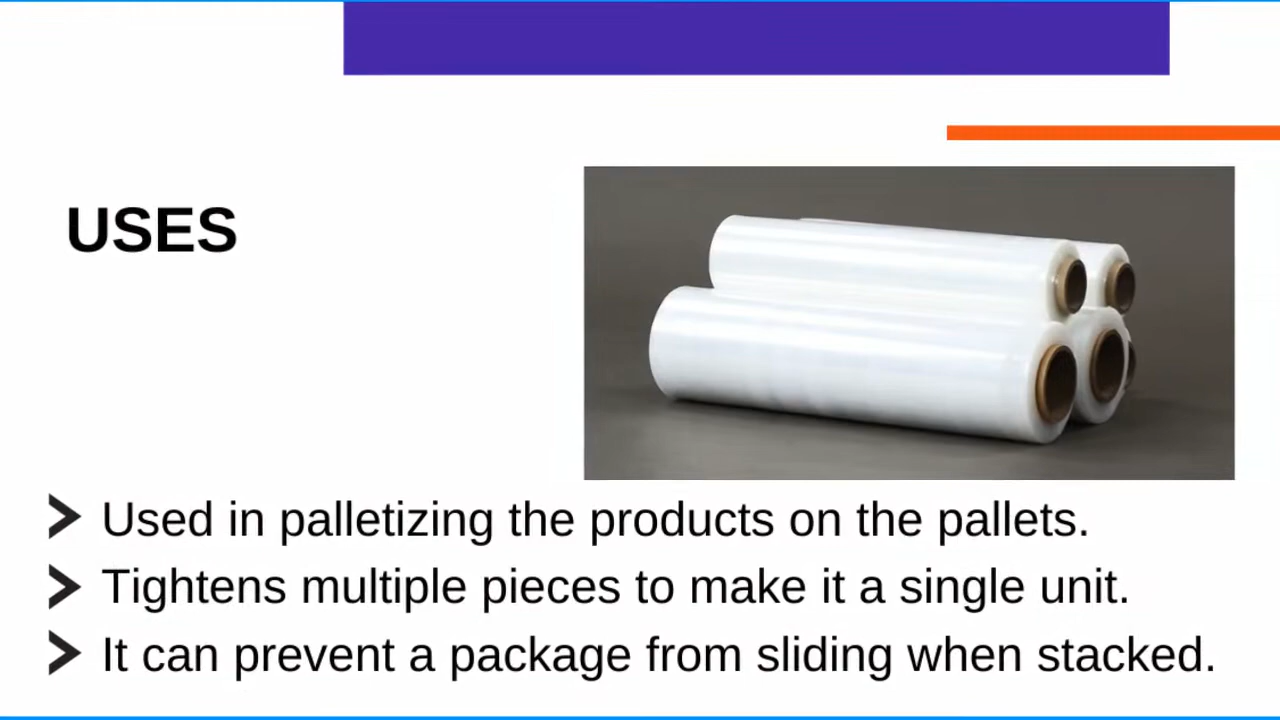 USES
Used in palletizing the products on the pallets.
Tightens multiple pieces to make it a single unit.
It can prevent a package from sliding when stacked.